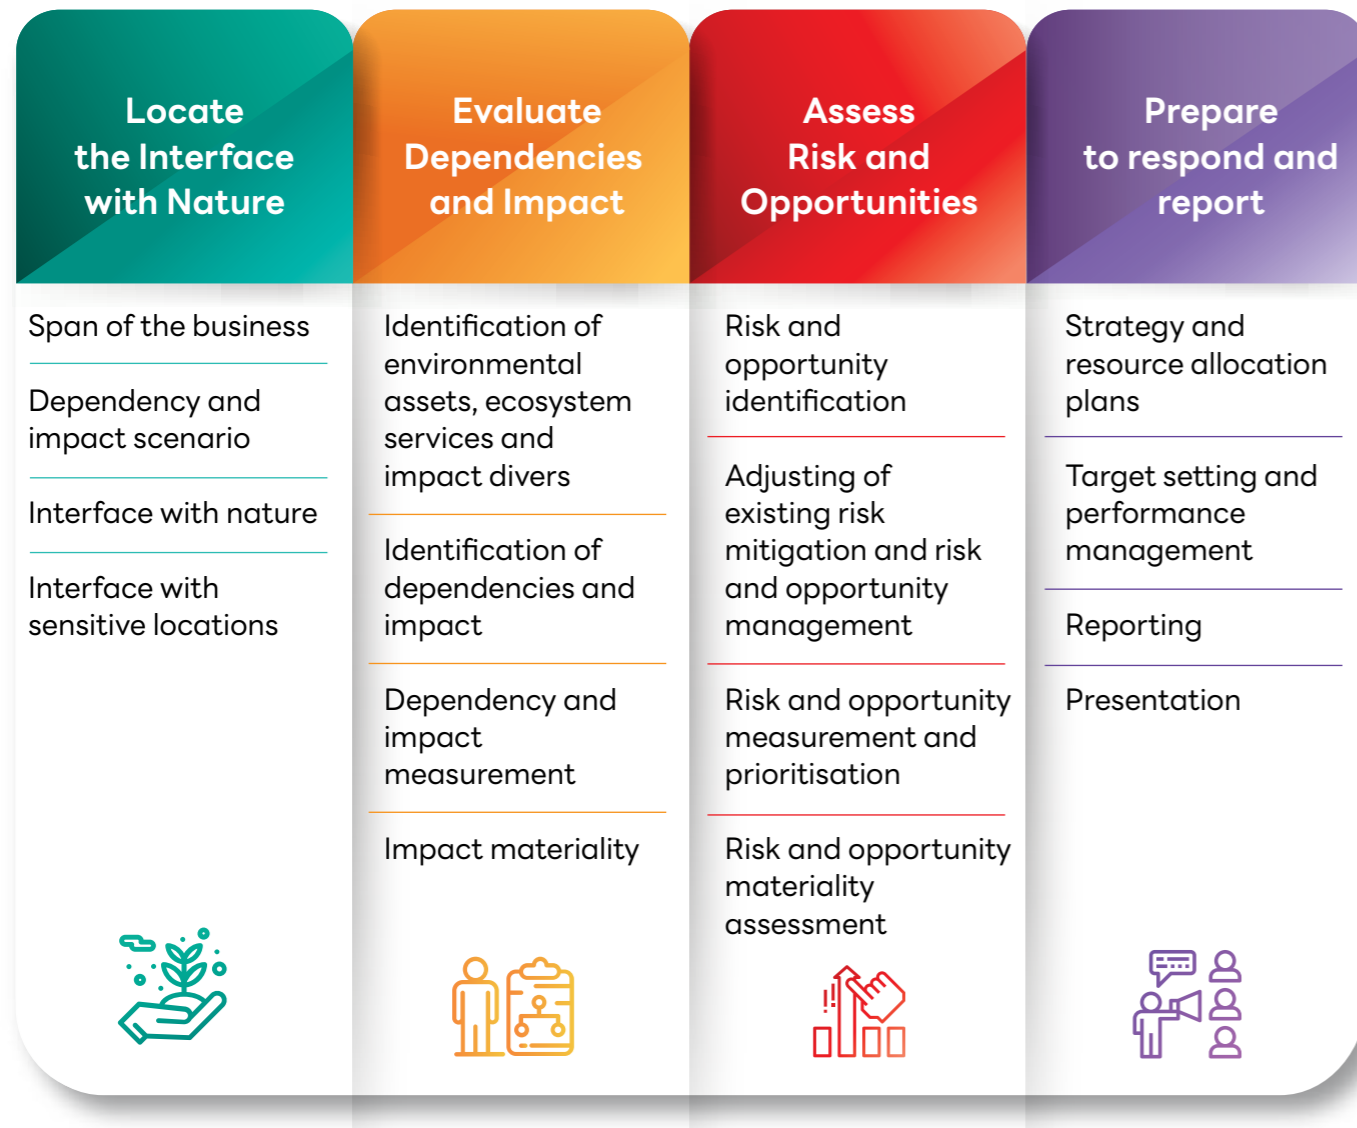 Locate
the Interface
with Nature
Span of the business
Dependency and
impact scenario
Interface with nature
Interface with
sensitive locations
Evaluate
Dependencies
and Impact
Identification of
environmental
assets, ecosystem
services and
impact divers
Identification of
dependencies and
impact
Dependency and
impact
measurement
Impact materiality
Assess
Risk and
Opportunities
Risk and
opportunity
identification
Adjusting of
existing risk
mitigation and risk
and opportunity
management
Risk and opportunity
measurement and
prioritisation
Risk and opportunity
materiality
assessment
Prepare
to respond and
report
Strategy and
resource allocation
plans
Target setting and
performance
management
Reporting
Presentation